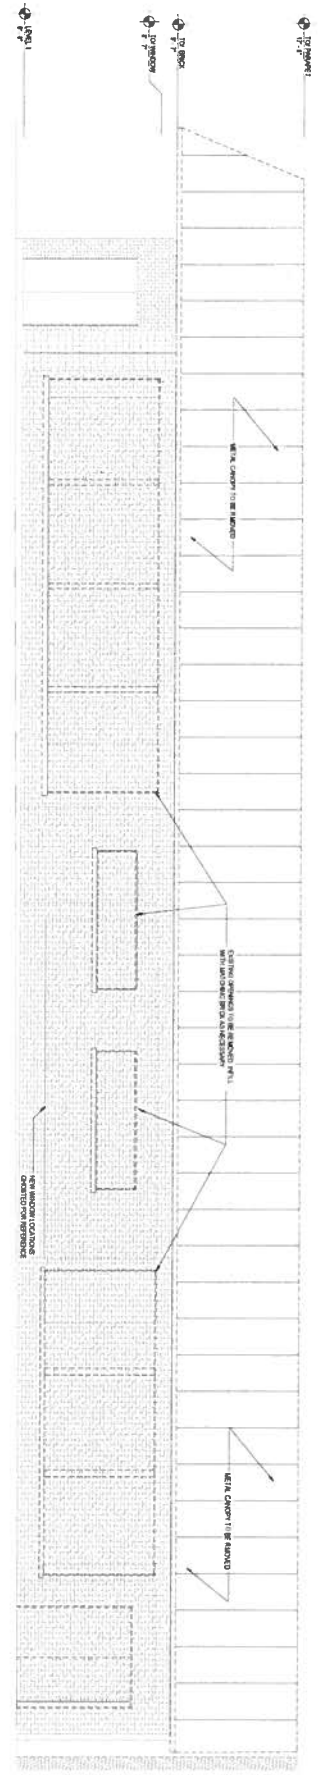 T.O. PARAPET
T.O. BRICK
T.O. WINDOW
LEVEL 1
METAL CANOPY TO BE REMOVED
EXISTING OPENINGS TO BE REMOVED. INFILL
WITH MATCHING BRICK AS NECESSARY
NEW WINDOW LOCATIONS
GHOSTED FOR REFERENCE
METAL CANOPY TO BE REMOVED